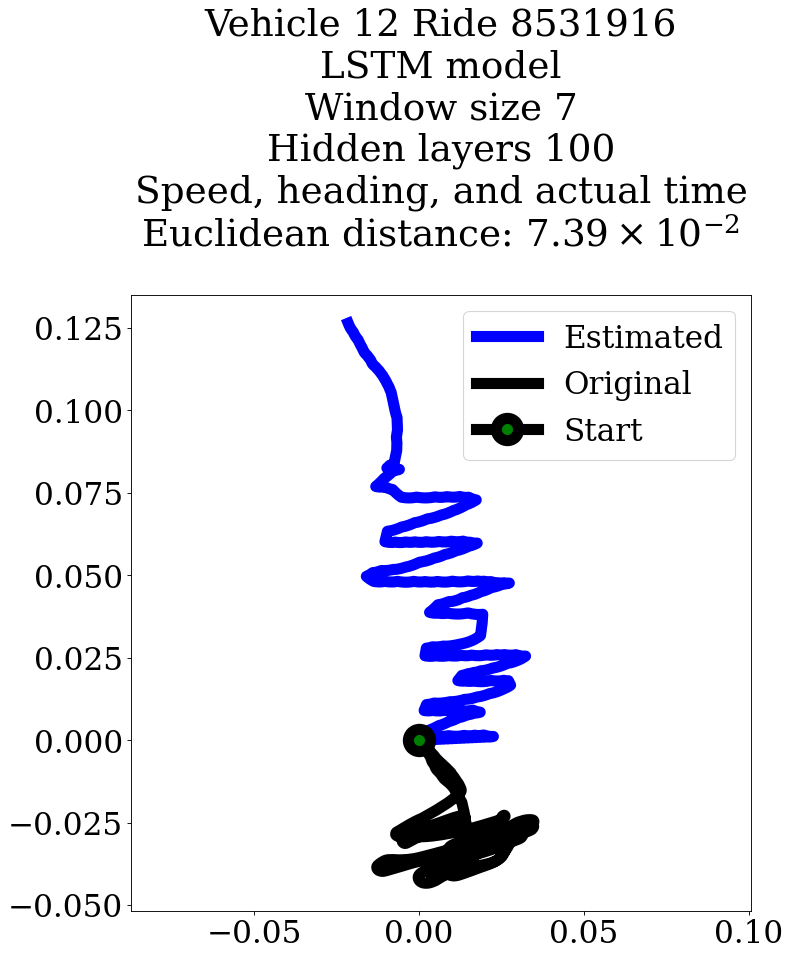 Vehicle 12 Ride 8531916
LSTM model
Window size 7
Hidden layers 100
Speed, heading, and actual time
Euclidean distance: 7.39 × 10⁻²
Estimated
Original
Start
0.125
0.100
0.075
0.050
0.025
0.000
−0.025
−0.050
−0.05 0.00 0.05 0.10